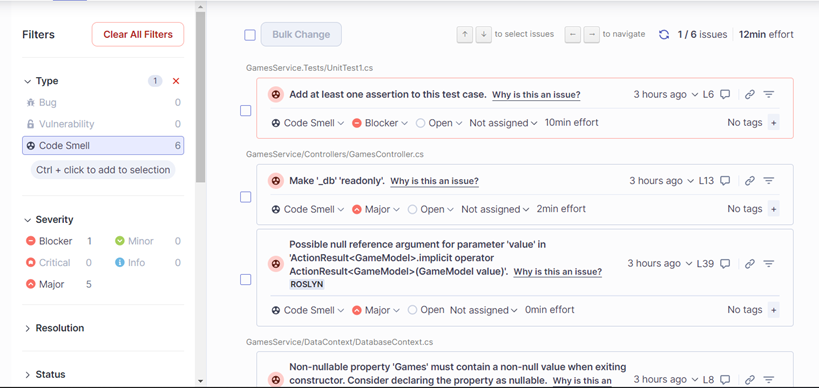 Filters
Clear All Filters
Type
1
Bug 0
Vulnerability 0
Code Smell 6
Ctrl + click to add to selection
Severity
Blocker 1
Minor 0
Critical 0
Info 0
Major 5
Resolution
Status
Bulk Change
to select issues
to navigate
1 / 6 issues
12min effort
GamesService.Tests/UnitTest1.cs
Add at least one assertion to this test case. Why is this an issue?
3 hours ago L6
Code Smell Blocker Open Not assigned 10min effort
No tags +
GamesService/Controllers/GamesController.cs
Make '_db' 'readonly'. Why is this an issue?
3 hours ago L13
Code Smell Major Open Not assigned 2min effort
No tags +
Possible null reference argument for parameter 'value' in
'ActionResult<GameModel>.implicit operator
ActionResult<GameModel>(GameModel value)'. Why is this an issue?
ROSLYN
3 hours ago L39
Code Smell Major Open Not assigned 0min effort
No tags +
GamesService/DataContext/DatabaseContext.cs
Non-nullable property 'Games' must contain a non-null value when exiting
constructor. Consider declaring the property as nullable. Why is this an
3 hours ago L8